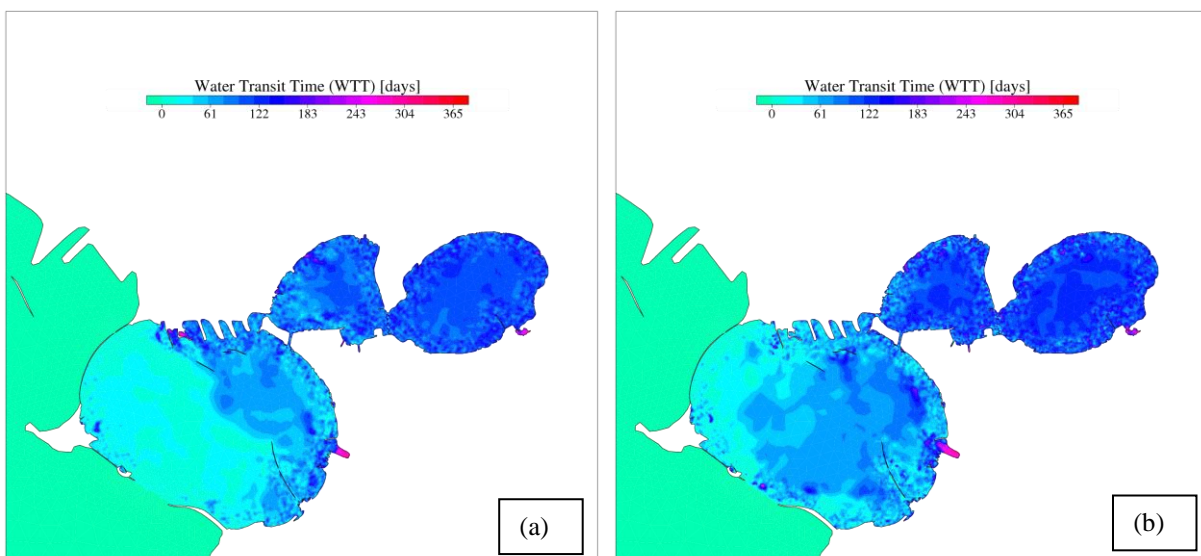 Water Transit Time (WTT) [days]
0 61 122 183 243 304 365
(a)
Water Transit Time (WTT) [days]
0 61 122 183 243 304 365
(b)